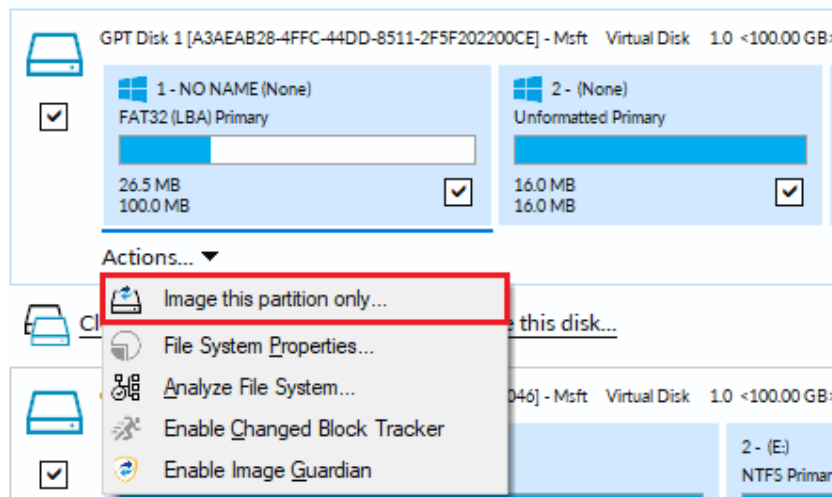 GPT Disk 1 [A3AEAB28-4FFC-44DD-8511-2F5F202200CE] - Msft Virtual Disk 1.0 <100.00 GB>
1 - NO NAME (None)
FAT32 (LBA) Primary
26.5 MB
100.0 MB
2 - (None)
Unformatted Primary
16.0 MB
16.0 MB
Actions...
Image this partition only...
Cl
this disk...
File System Properties...
Analyze File System...
Enable Changed Block Tracker
Enable Image Guardian
046] - Msft Virtual Disk 1.0 <100.00 GB>
2 - (E:)
NTFS Primar